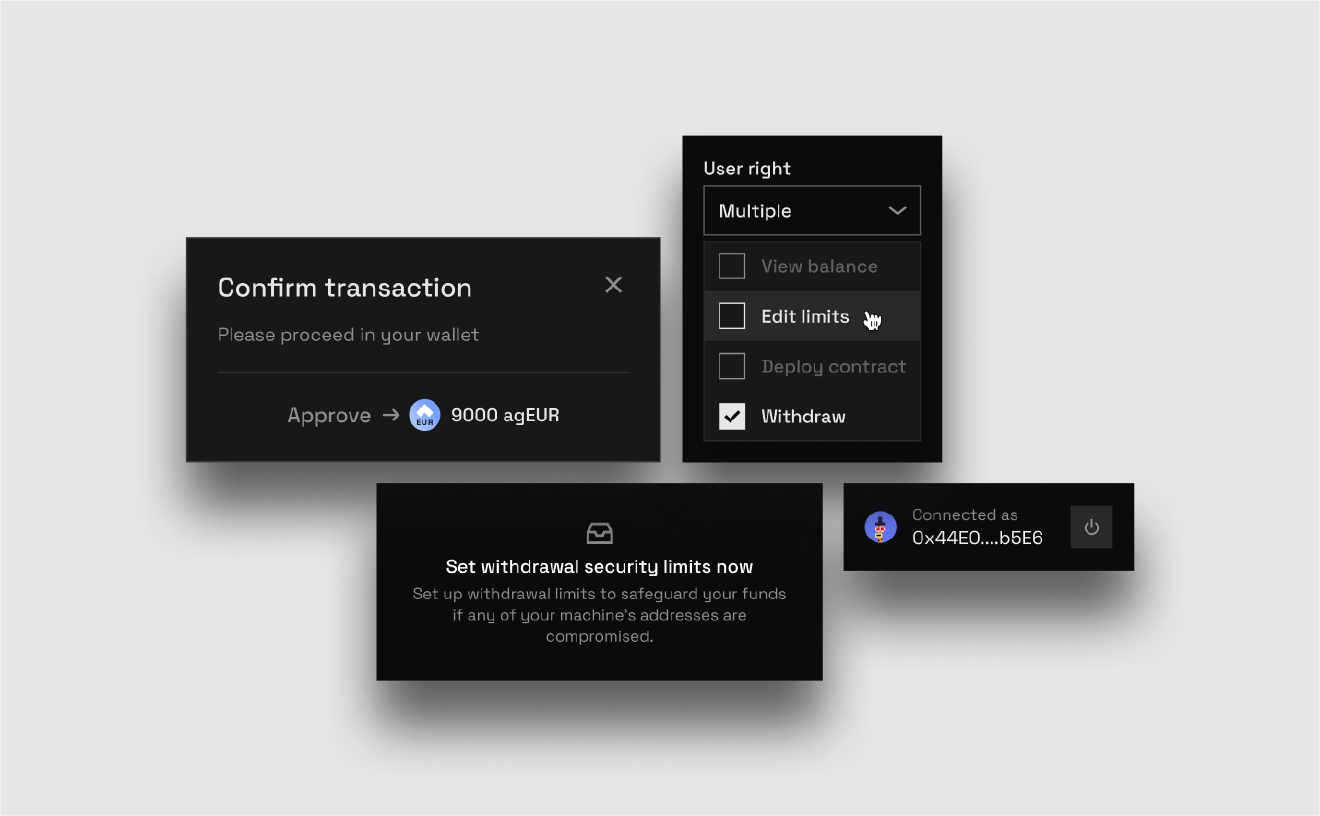 User right
Multiple
View balance
Edit limits
Deploy contract
Withdraw
Confirm transaction
Please proceed in your wallet
Approve → EUR 9000 agEUR
Set withdrawal security limits now
Set up withdrawal limits to safeguard your funds
if any of your machine's addresses are
compromised.
Connected as
0x44E0....b5E6